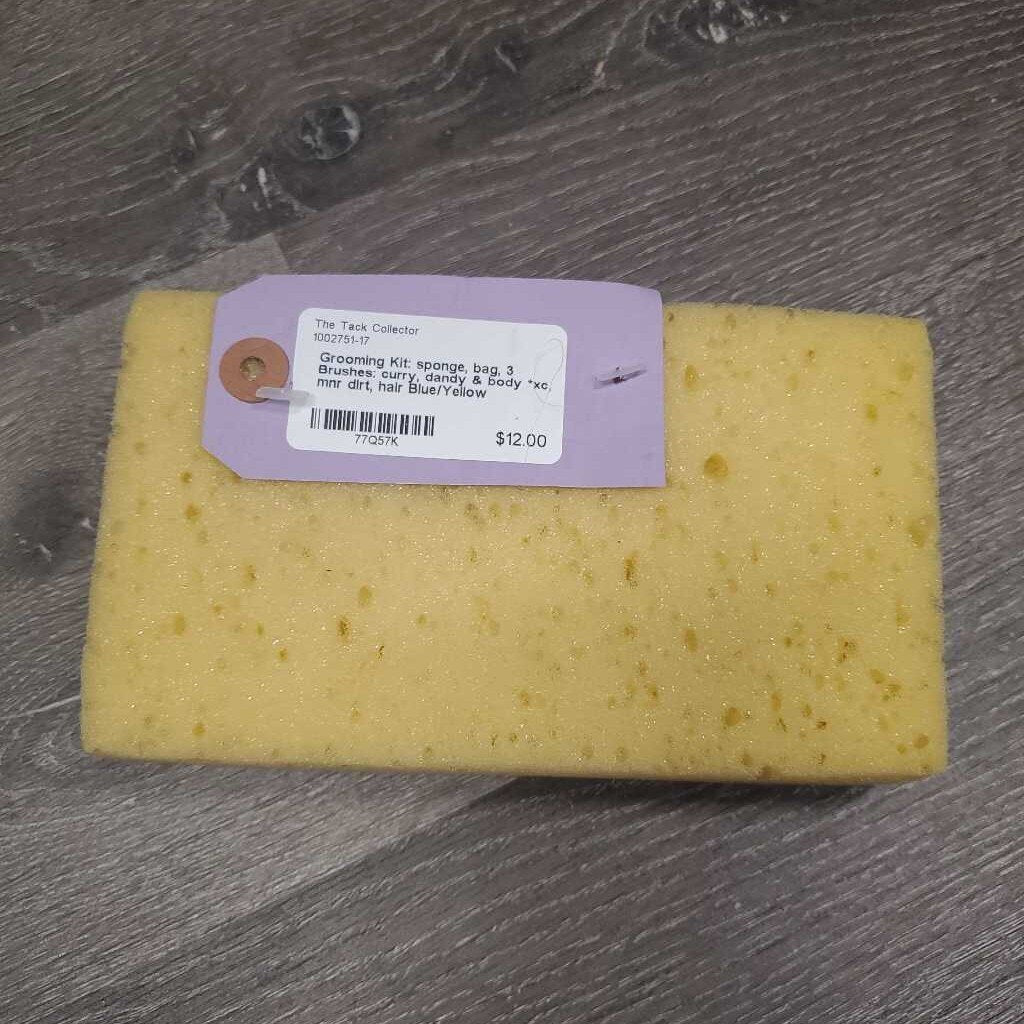 The Tack Collector
1002751-17
Grooming Kit: sponge, bag, 3
Brushes: curry, dandy & body *xc,
mnr dirt, hair Blue/Yellow
77Q57K
$12.00